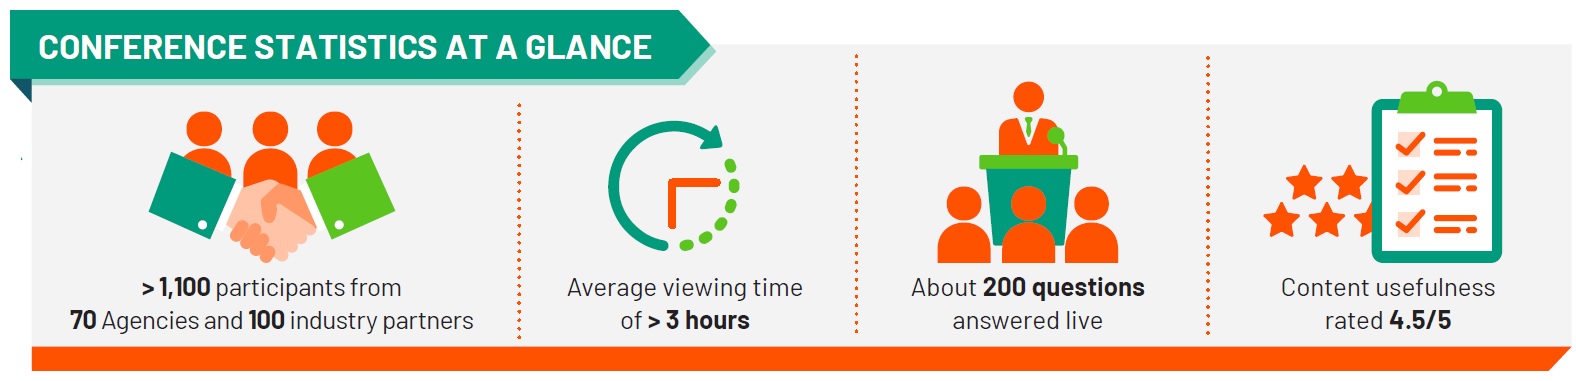 CONFERENCE STATISTICS AT A GLANCE
> 1,100 participants from
70 Agencies and 100 industry partners
Average viewing time
of > 3 hours
About 200 questions
answered live
Content usefulness
rated 4.5/5